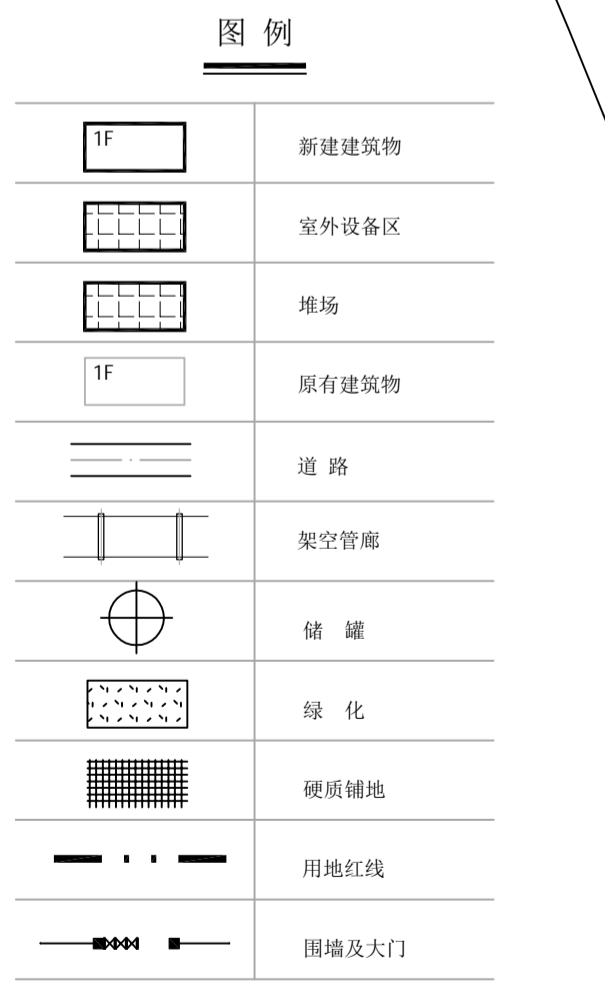 图 例
1F 新建建筑物
室外设备区
堆场
1F 原有建筑物
道 路
架空管廊
储 罐
绿 化
硬质铺地
用地红线
围墙及大门